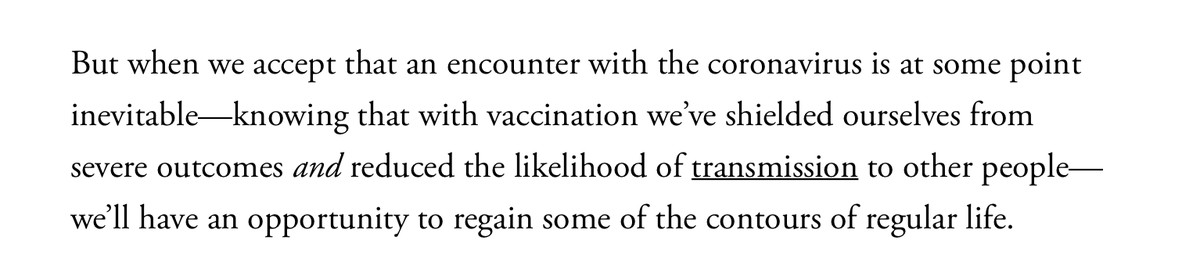 But when we accept that an encounter with the coronavirus is at some point
inevitable—knowing that with vaccination we’ve shielded ourselves from
severe outcomes and reduced the likelihood of transmission to other people—
we’ll have an opportunity to regain some of the contours of regular life.